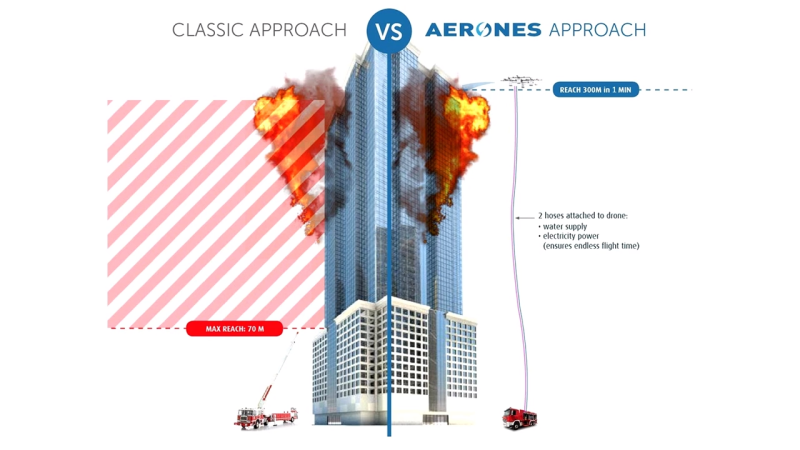 CLASSIC APPROACH
VS
AERONES APPROACH
REACH 300M in 1 MIN
2 hoses attached to drone:
• water supply
• electricity power
(ensures endless flight time)
MAX REACH: 70 M